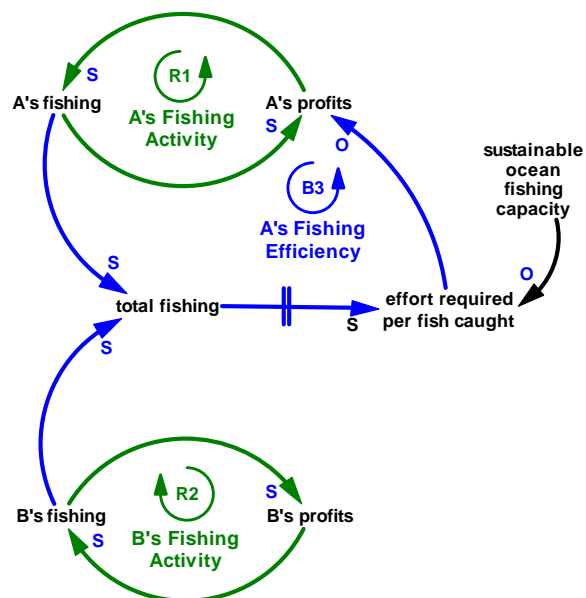 S
R1
A's fishing
A's profits
A's Fishing
Activity
S
O
sustainable
ocean
fishing
capacity
B3
A's Fishing
Efficiency
S
O
total fishing
S
effort required
per fish caught
S
R2
S
B's fishing
B's profits
S
B's Fishing
Activity